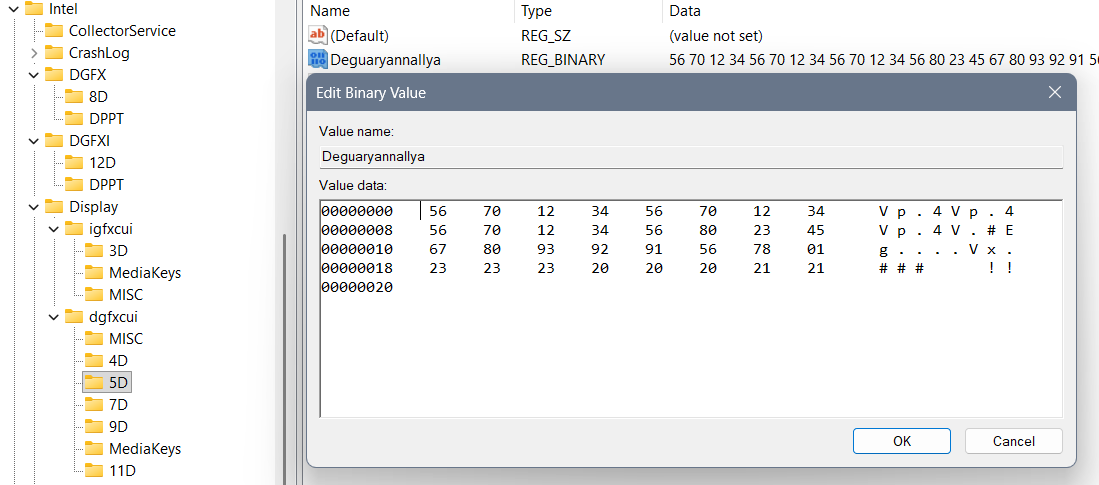 Intel
CollectorService
CrashLog
DGFX
8D
DPPT
DGFXI
12D
DPPT
Display
igfxcui
3D
MediaKeys
MISC
dgfxcui
MISC
4D
5D
7D
9D
MediaKeys
11D
Name Type Data
(Default) REG_SZ (value not set)
Deguaryannallya REG_BINARY 56 70 12 34 56 70 12 34 56 70 12 34 56 80 23 45 67 80 93 92 91 56
Edit Binary Value
Value name:
Deguaryannallya
Value data:
00000000 56 70 12 34 56 70 12 34 V p . 4 V p . 4
00000008 56 70 12 34 56 80 23 45 V p . 4 V . # E
00000010 67 80 93 92 91 56 78 01 g . . . . V x .
00000018 23 23 23 20 20 20 21 21 # # # ! !
00000020
OK Cancel